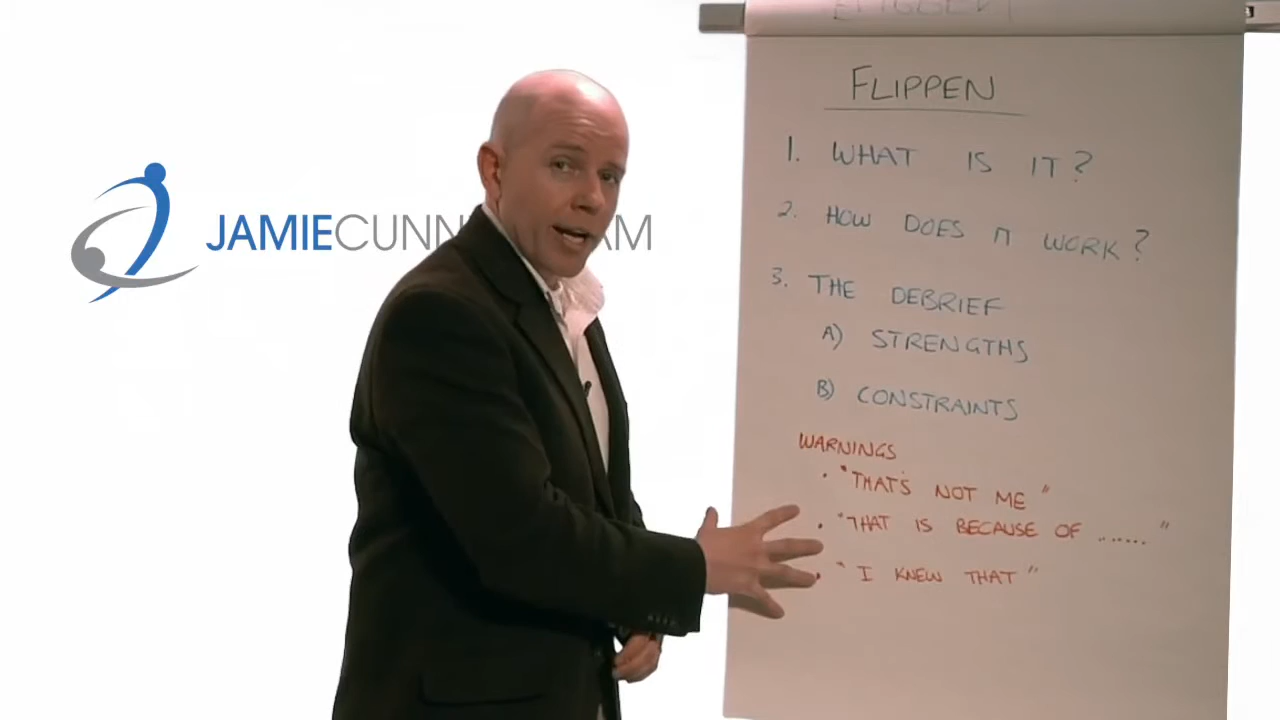 JAMIECUNN AM
FLIPPEN
1. WHAT IS IT?
2. HOW DOES IT WORK?
3. THE DEBRIEF
A) STRENGTHS
B) CONSTRAINTS
WARNINGS
• "THAT'S NOT ME"
• "THAT IS BECAUSE OF ......."
• "I KNEW THAT"